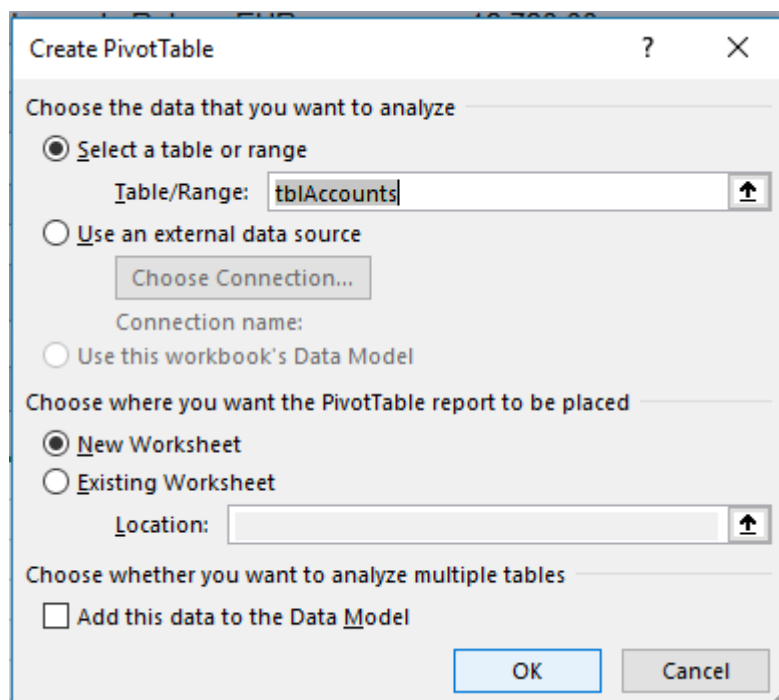 Create PivotTable ?
Choose the data that you want to analyze
Select a table or range
Table/Range: tblAccounts
Use an external data source
Choose Connection...
Connection name:
Use this workbook's Data Model
Choose where you want the PivotTable report to be placed
New Worksheet
Existing Worksheet
Location:
Choose whether you want to analyze multiple tables
Add this data to the Data Model
OK Cancel